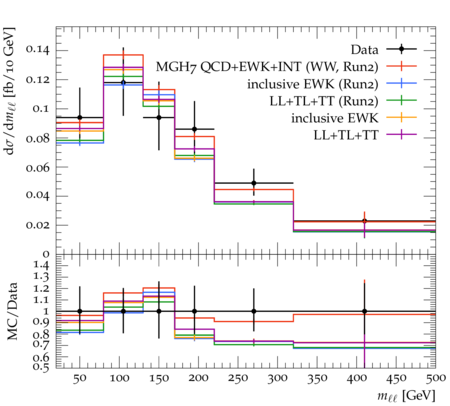 dσ/dmℓℓ [fb/10 GeV]
0.14
0.12
0.1
0.08
0.06
0.04
0.02
0
Data
MGH7 QCD+EWK+INT (WW, Run2)
inclusive EWK (Run2)
LL+TL+TT (Run2)
inclusive EWK
LL+TL+TT
MC/Data
1.4
1.3
1.2
1.1
1
0.9
0.8
0.7
0.6
0.5
50 100 150 200 250 300 350 400 450 500
mℓℓ [GeV]